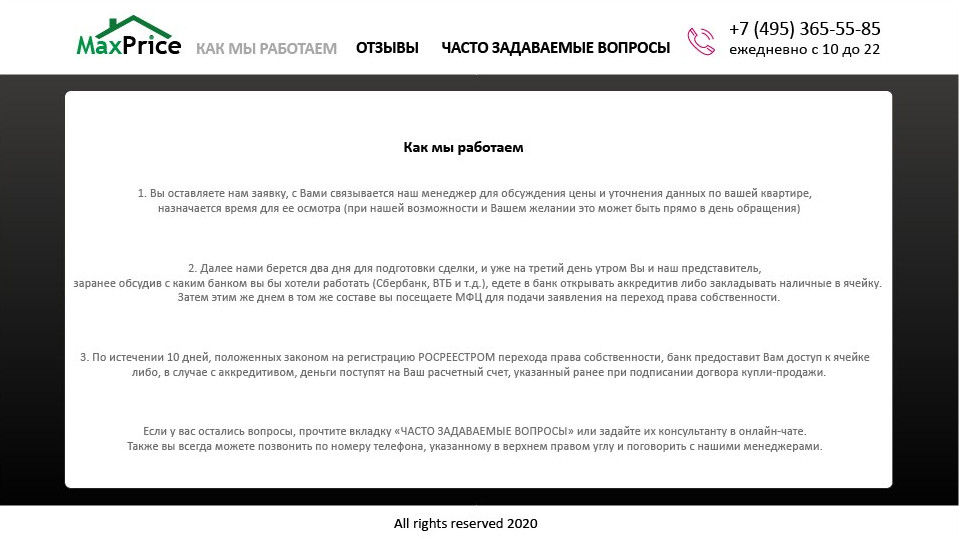 MaxPrice
КАК МЫ РАБОТАЕМ ОТЗЫВЫ ЧАСТО ЗАДАВАЕМЫЕ ВОПРОСЫ
+7 (495) 365-55-85
ежедневно с 10 до 22
Как мы работаем
1. Вы оставляете нам заявку, с Вами связывается наш менеджер для обсуждения цены и уточнения данных по вашей квартире,
назначается время для ее осмотра (при нашей возможности и Вашем желании это может быть прямо в день обращения)
2. Далее нами берется два дня для подготовки сделки, и уже на третий день утром Вы и наш представитель,
заранее обсудив с каким банком вы бы хотели работать (Сбербанк, ВТБ и т.д.), едете в банк открывать аккредитив либо закладывать наличные в ячейку.
Затем этим же днем в том же составе вы посещаете МФЦ для подачи заявления на переход права собственности.
3. По истечении 10 дней, положенных законом на регистрацию РОСРЕЕСТРОМ перехода права собственности, банк предоставит Вам доступ к ячейке
либо, в случае с аккредитивом, деньги поступят на Ваш расчетный счет, указанный ранее при подписании догвора купли-продажи.
Если у вас остались вопросы, прочтите вкладку «ЧАСТО ЗАДАВАЕМЫЕ ВОПРОСЫ» или задайте их консультанту в онлайн-чате.
Также вы всегда можете позвонить по номеру телефона, указанному в верхнем правом углу и поговорить с нашими менеджерами.
All rights reserved 2020